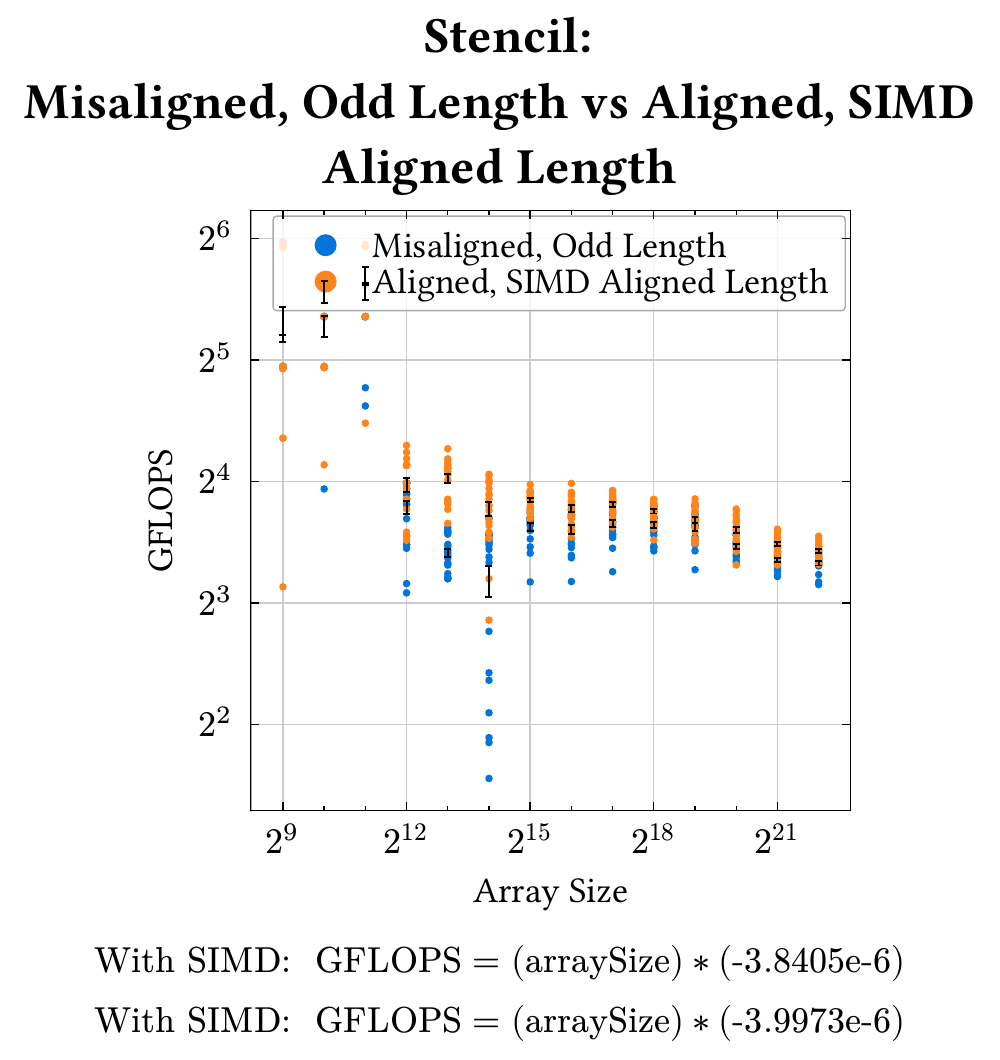 Stencil:
Misaligned, Odd Length vs Aligned, SIMD
Aligned Length
Misaligned, Odd Length
Aligned, SIMD Aligned Length
GFLOPS
2^6
2^5
2^4
2^3
2^2
2^9 2^12 2^15 2^18 2^21
Array Size
With SIMD: GFLOPS = (arraySize) ∗ (-3.8405e-6)
With SIMD: GFLOPS = (arraySize) ∗ (-3.9973e-6)